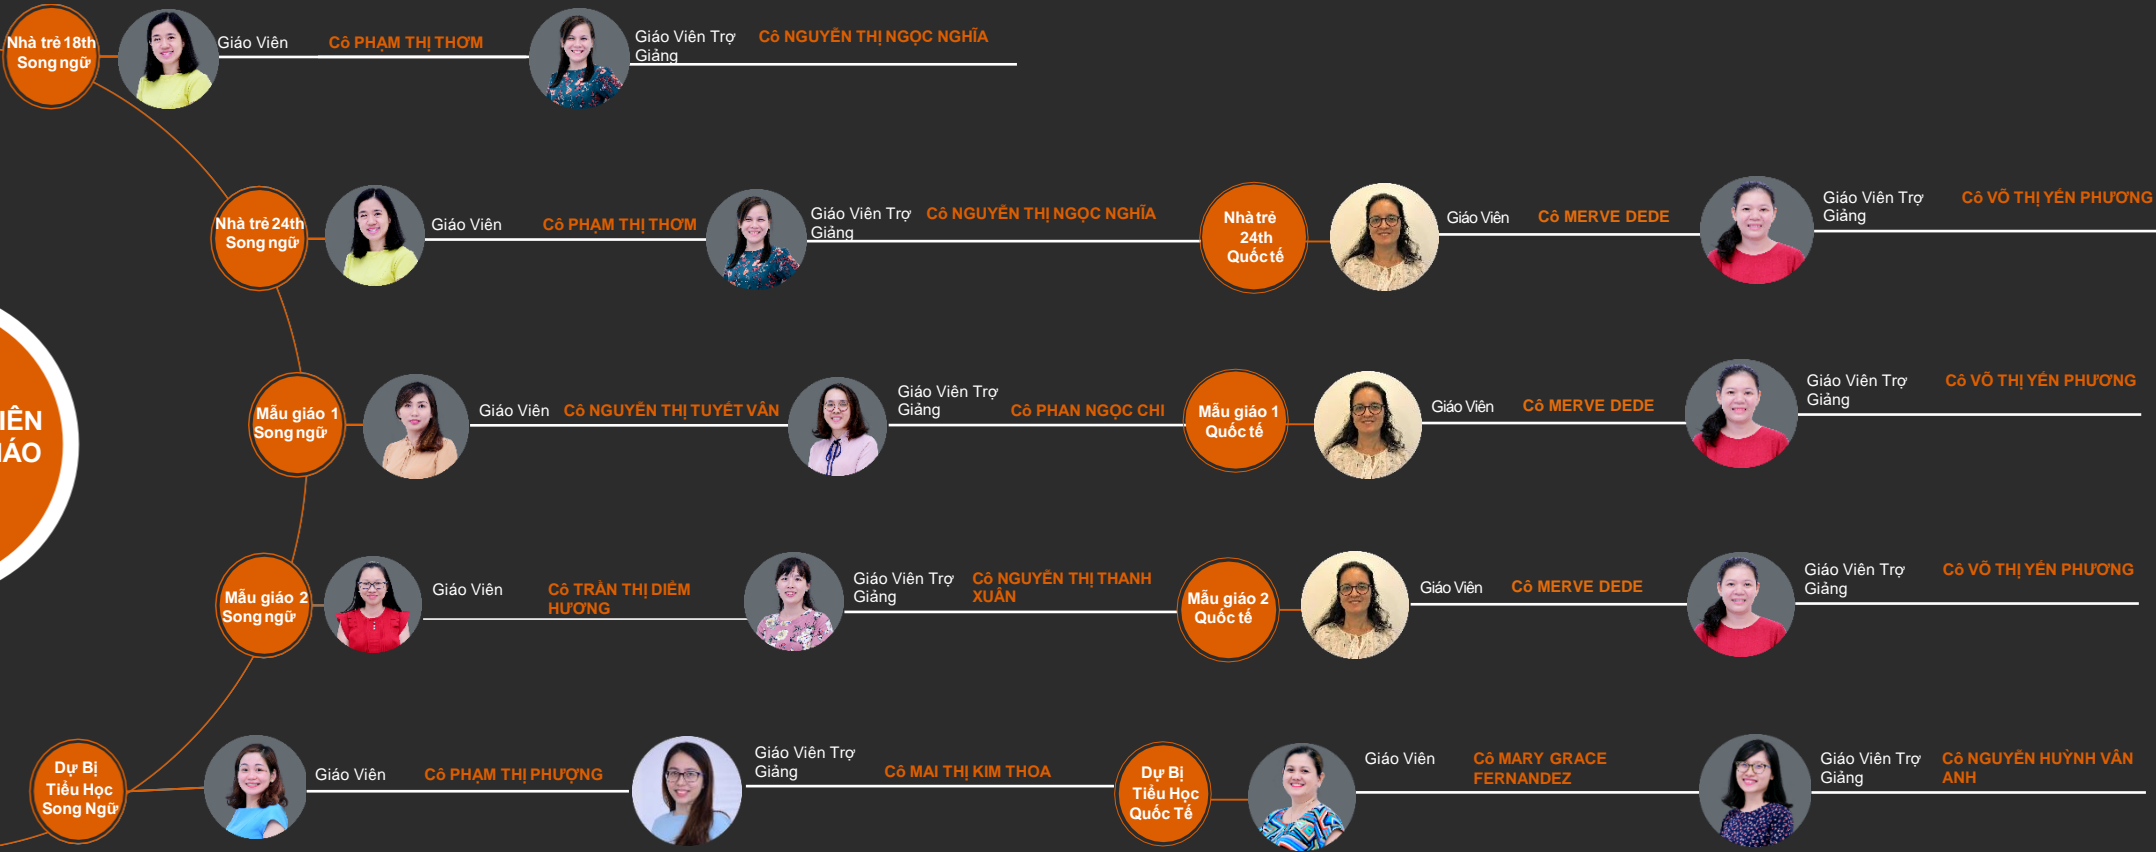 Nhà trẻ 18th
Song ngữ
Giáo Viên
Cô PHẠM THỊ THƠM
Giáo Viên Trợ
Giảng
Cô NGUYỄN THỊ NGỌC NGHĨA
Nhà trẻ 24th
Song ngữ
Giáo Viên
Cô PHẠM THỊ THƠM
Giáo Viên Trợ
Giảng
Cô NGUYỄN THỊ NGỌC NGHĨA
Nhà trẻ
24th
Quốc tế
Giáo Viên
Cô MERVE DEDE
Giáo Viên Trợ
Giảng
Cô VÕ THỊ YẾN PHƯƠNG
IÊN
ÁO
Mẫu giáo 1
Song ngữ
Giáo Viên
Cô NGUYỄN THỊ TUYẾT VÂN
Giáo Viên Trợ
Giảng
Cô PHAN NGỌC CHI
Mẫu giáo 1
Quốc tế
Giáo Viên
Cô MERVE DEDE
Giáo Viên Trợ
Giảng
Cô VÕ THỊ YẾN PHƯƠNG
Mẫu giáo 2
Song ngữ
Giáo Viên
Cô TRẦN THỊ DIỄM
HƯƠNG
Giáo Viên Trợ
Giảng
Cô NGUYỄN THỊ THANH
XUÂN
Mẫu giáo 2
Quốc tế
Giáo Viên
Cô MERVE DEDE
Giáo Viên Trợ
Giảng
Cô VÕ THỊ YẾN PHƯƠNG
Dự Bị
Tiểu Học
Song Ngữ
Giáo Viên
Cô PHẠM THỊ PHƯỢNG
Giáo Viên Trợ
Giảng
Cô MAI THỊ KIM THOA
Dự Bị
Tiểu Học
Quốc Tế
Giáo Viên
Cô MARY GRACE
FERNANDEZ
Giáo Viên Trợ
Giảng
Cô NGUYỄN HUỲNH VÂN
ANH